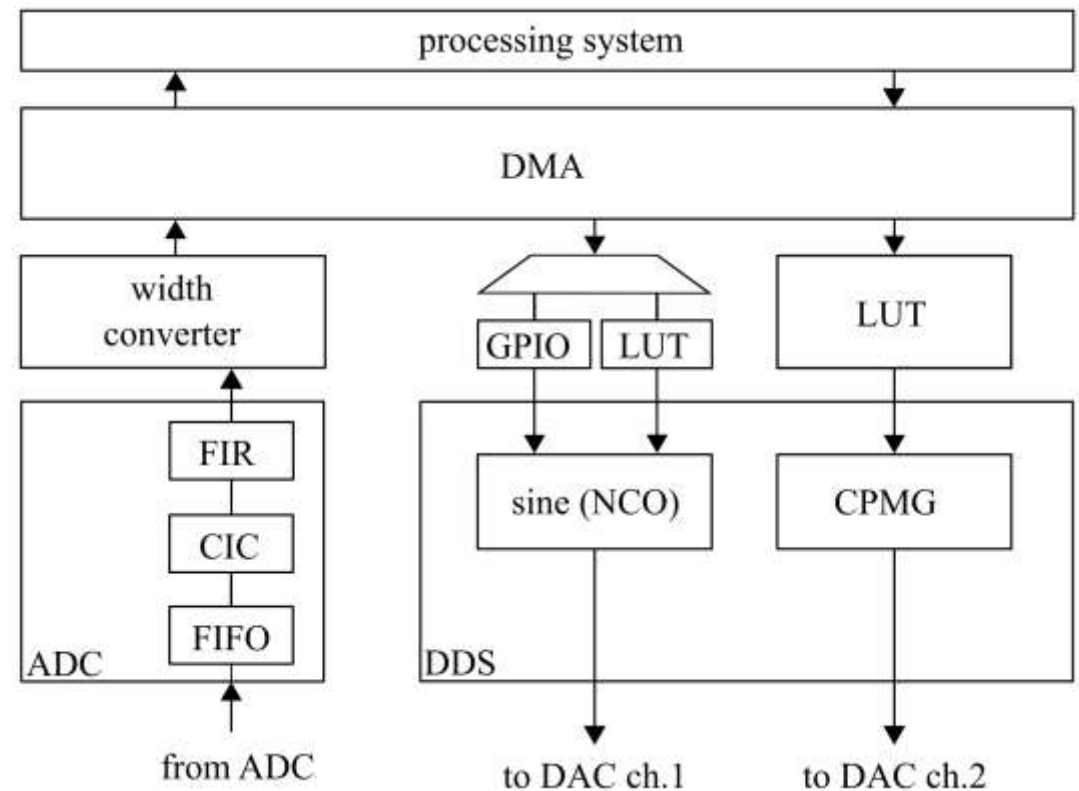 processing system
DMA
width
converter
GPIO
LUT
LUT
FIR
CIC
FIFO
ADC
sine (NCO)
CPMG
DDS
from ADC
to DAC ch.1
to DAC ch.2